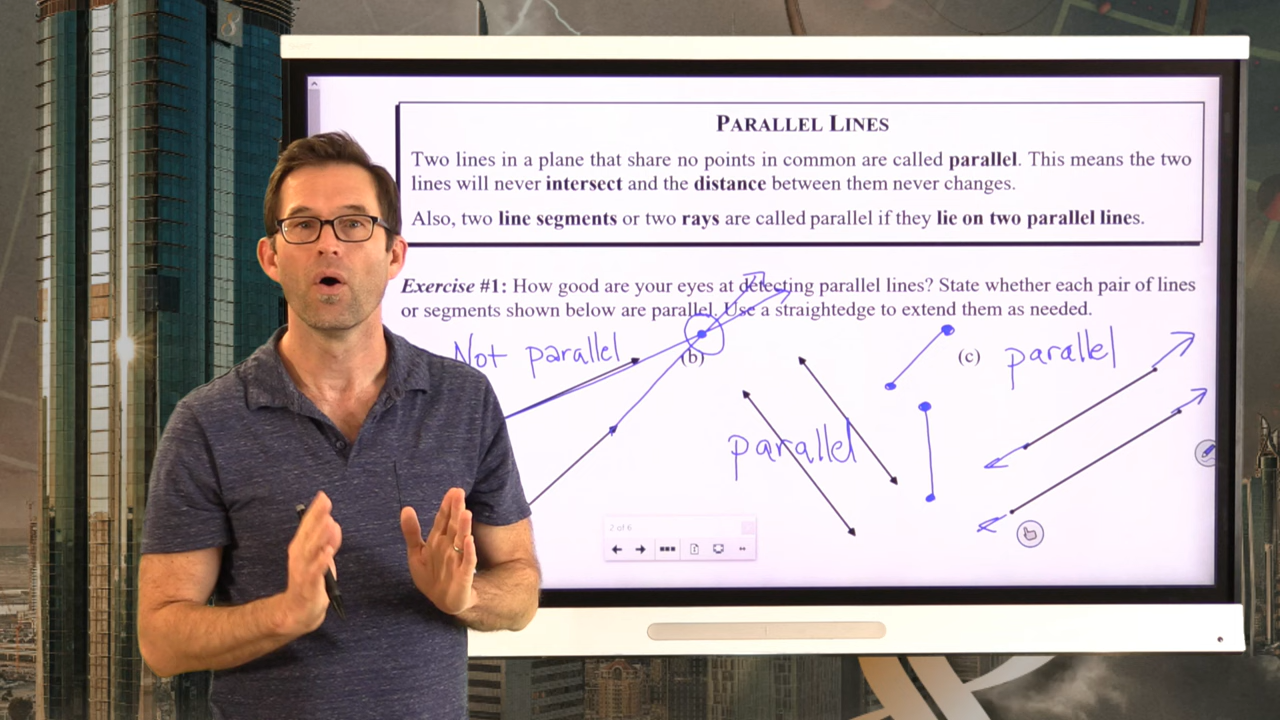 PARALLEL LINES
Two lines in a plane that share no points in common are called parallel. This means the two
lines will never intersect and the distance between them never changes.
Also, two line segments or two rays are called parallel if they lie on two parallel lines.
Exercise #1: How good are your eyes at detecting parallel lines? State whether each pair of lines
or segments shown below are parallel. Use a straightedge to extend them as needed.
Not parallel
(b)
parallel
(c) parallel
2 of 6
8